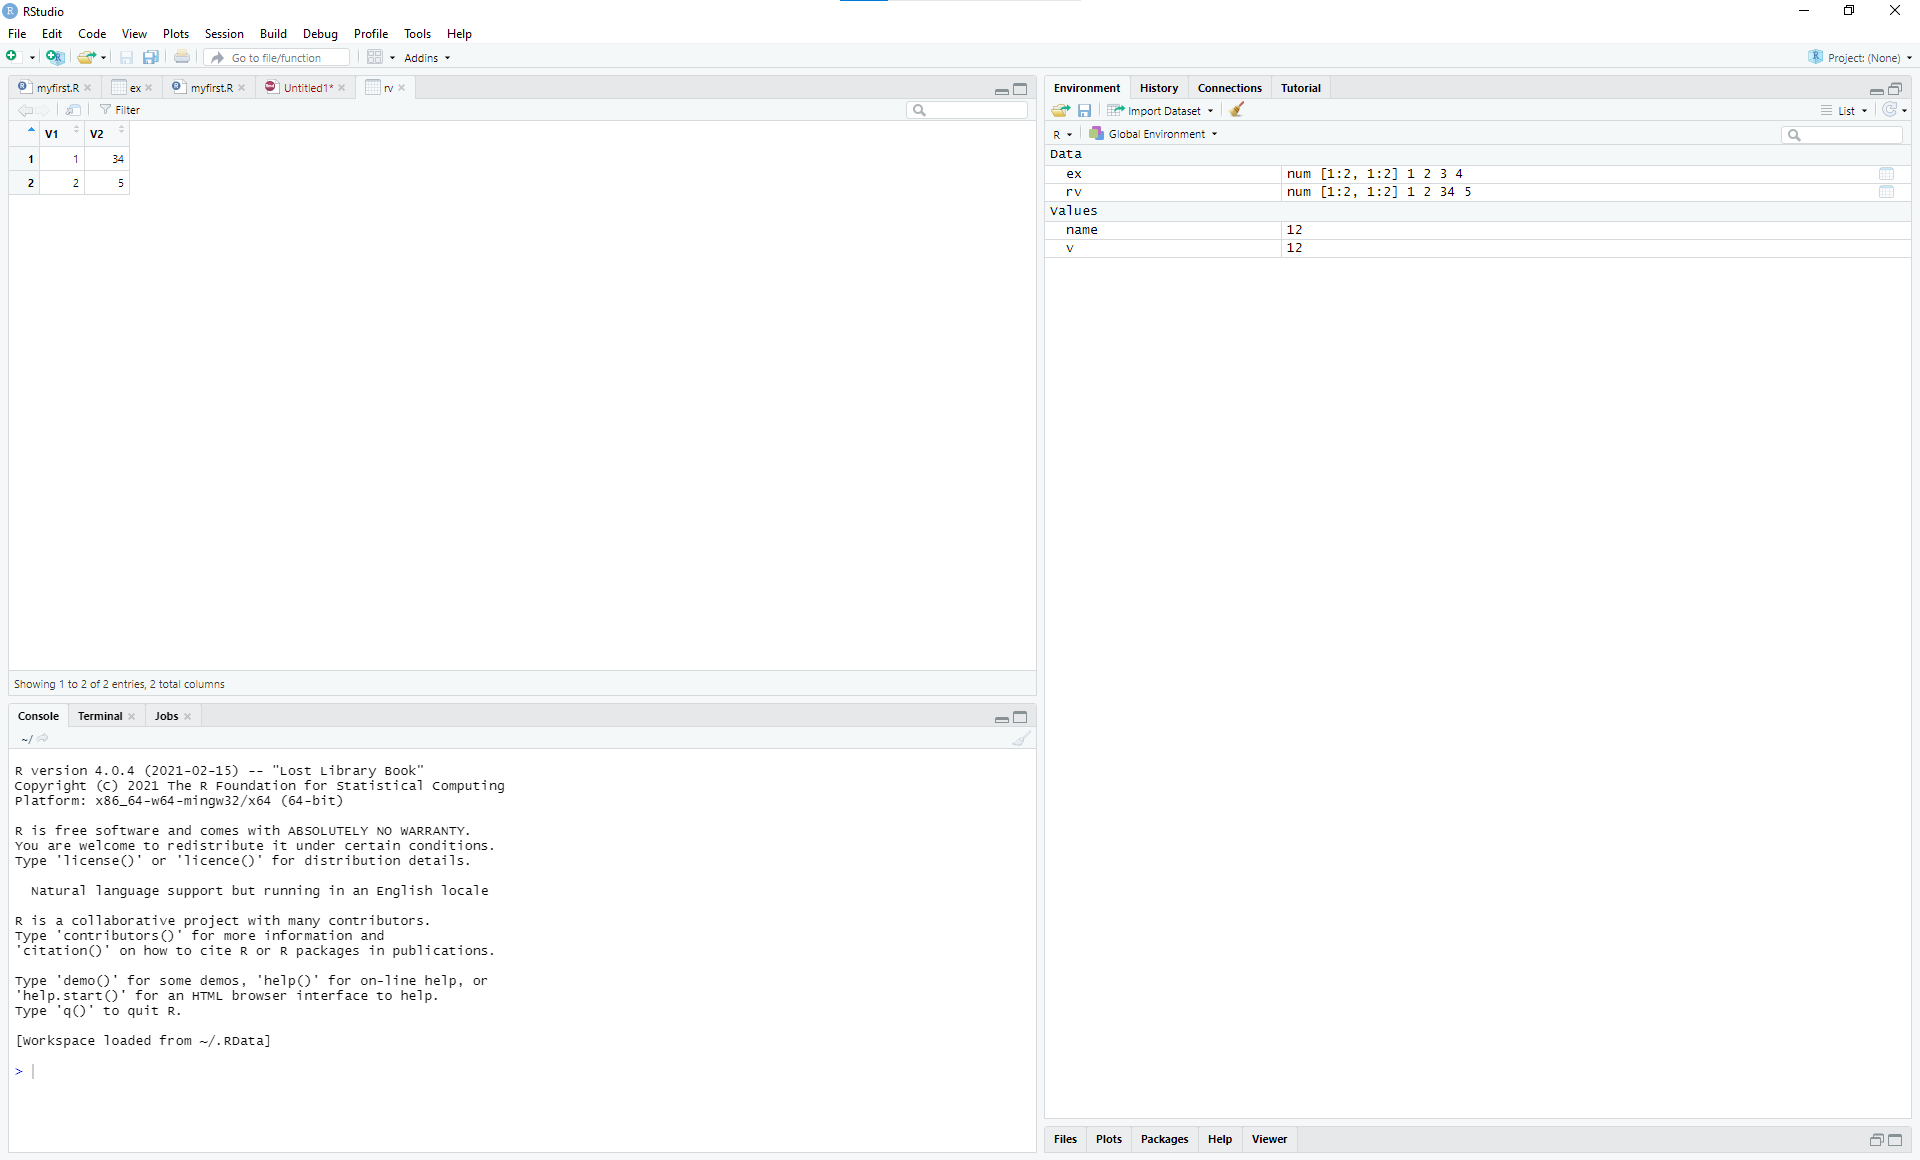 RStudio
File Edit Code View Plots Session Build Debug Profile Tools Help
Go to file/function Addins Project: (None)
myfirst.R ex myfirst.R Untitled1* rv
Filter
V1 V2
1 1 34
2 2 5
Showing 1 to 2 of 2 entries, 2 total columns
Console Terminal Jobs
~/
R version 4.0.4 (2021-02-15) -- "Lost Library Book"
Copyright (C) 2021 The R Foundation for Statistical Computing
Platform: x86_64-w64-mingw32/x64 (64-bit)
R is free software and comes with ABSOLUTELY NO WARRANTY.
You are welcome to redistribute it under certain conditions.
Type 'license()' or 'licence()' for distribution details.
Natural language support but running in an English locale
R is a collaborative project with many contributors.
Type 'contributors()' for more information and
'citation()' on how to cite R or R packages in publications.
Type 'demo()' for some demos, 'help()' for on-line help, or
'help.start()' for an HTML browser interface to help.
Type 'q()' to quit R.
[Workspace loaded from ~/.RData]
>
Environment History Connections Tutorial
Import Dataset List
R Global Environment
Data
ex num [1:2, 1:2] 1 2 3 4
rv num [1:2, 1:2] 1 2 34 5
Values
name 12
v 12
Files Plots Packages Help Viewer